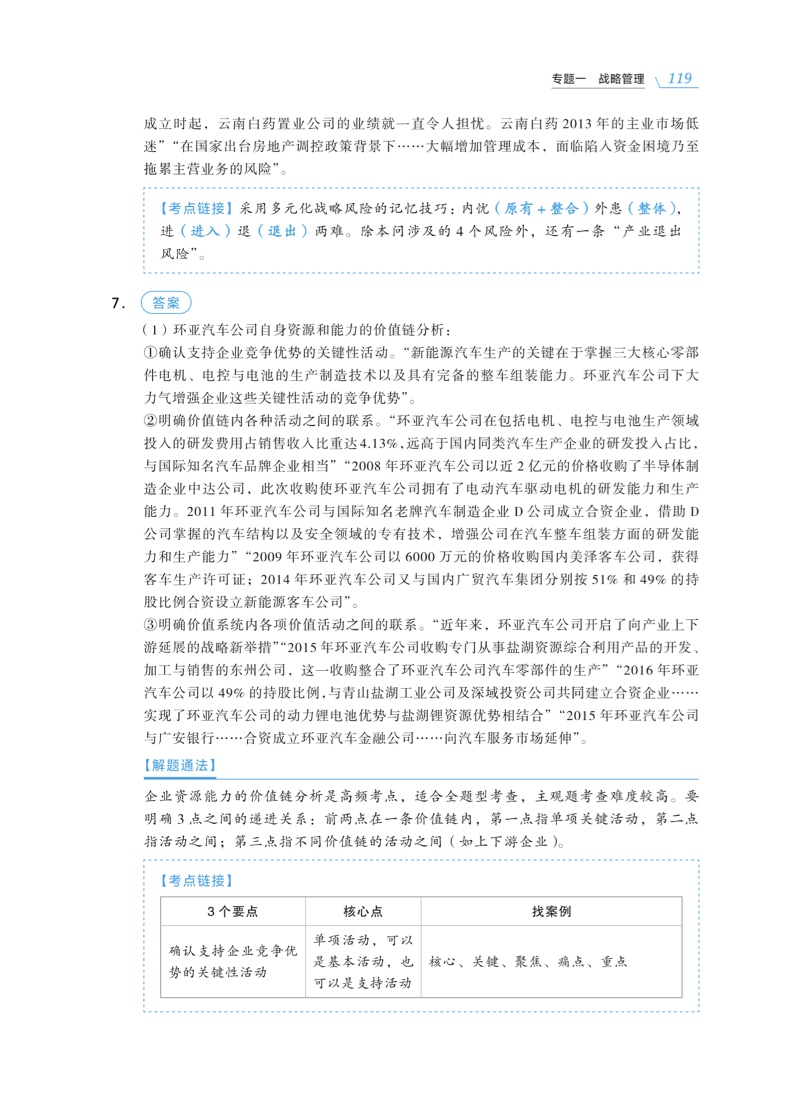 专题一 战略管理 119
成立时起，云南白药置业公司的业绩就一直令人担忧。云南白药 2013 年的主业市场低
迷”“在国家出台房地产调控政策背景下……大幅增加管理成本，面临陷入资金困境乃至
拖累主营业务的风险”。
【考点链接】采用多元化战略风险的记忆技巧：内忧（原有 + 整合）外患（整体），
进（进入）退（退出）两难。除本问涉及的 4 个风险外，还有一条“产业退出
风险”。
7. 答案
（1）环亚汽车公司自身资源和能力的价值链分析：
①确认支持企业竞争优势的关键性活动。“新能源汽车生产的关键在于掌握三大核心零部
件电机、电控与电池的生产制造技术以及具有完备的整车组装能力。环亚汽车公司下大
力气增强企业这些关键性活动的竞争优势”。
②明确价值链内各种活动之间的联系。“环亚汽车公司在包括电机、电控与电池生产领域
投入的研发费用占销售收入比重达 4.13%，远高于国内同类汽车生产企业的研发投入占比，
与国际知名汽车品牌企业相当”“2008 年环亚汽车公司以近 2 亿元的价格收购了半导体制
造企业中达公司，此次收购使环亚汽车公司拥有了电动汽车驱动电机的研发能力和生产
能力。2011 年环亚汽车公司与国际知名老牌汽车制造企业 D 公司成立合资企业，借助 D
公司掌握的汽车结构以及安全领域的专有技术，增强公司在汽车整车组装方面的研发能
力和生产能力”“2009 年环亚汽车公司以 6000 万元的价格收购国内美泽客车公司，获得
客车生产许可证；2014 年环亚汽车公司又与国内广贸汽车集团分别按 51% 和 49% 的持
股比例合资设立新能源客车公司”。
③明确价值系统内各项价值活动之间的联系。“近年来，环亚汽车公司开启了向产业上下
游延展的战略新举措”“2015 年环亚汽车公司收购专门从事盐湖资源综合利用产品的开发、
加工与销售的东州公司，这一收购整合了环亚汽车公司汽车零部件的生产”“2016 年环亚
汽车公司以 49% 的持股比例，与青山盐湖工业公司及深域投资公司共同建立合资企业……
实现了环亚汽车公司的动力锂电池优势与盐湖锂资源优势相结合”“2015 年环亚汽车公司
与广安银行……合资成立环亚汽车金融公司……向汽车服务市场延伸”。
【解题通法】
企业资源能力的价值链分析是高频考点，适合全题型考查，主观题考查难度较高。要
明确 3 点之间的递进关系：前两点在一条价值链内，第一点指单项关键活动，第二点
指活动之间；第三点指不同价值链的活动之间（如上下游企业）。
【考点链接】
3 个要点 核心点 找案例
确认支持企业竞争优
势的关键性活动
单项活动，可以
是基本活动，也
可以是支持活动
核心、关键、聚焦、痛点、重点